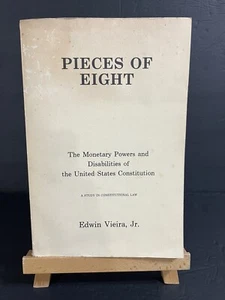 PIECES OF
EIGHT
The Monetary Powers and
Disabilities of
the United States Constitution
A STUDY IN CONSTITUTIONAL LAW
Edwin Vieira, Jr.